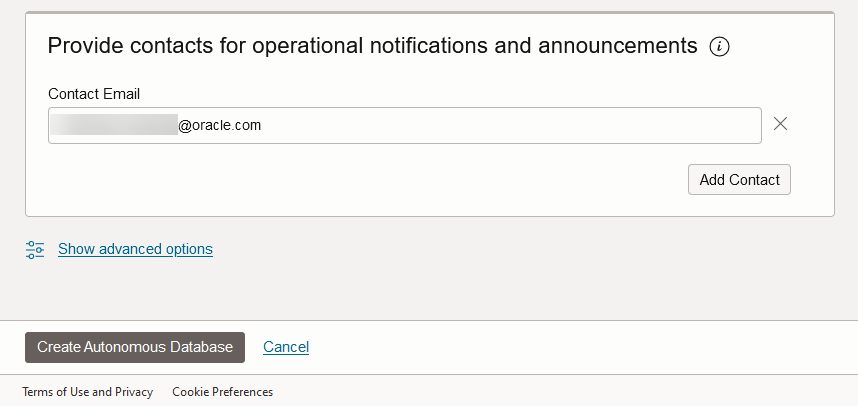 Provide contacts for operational notifications and announcements
Contact Email
@oracle.com
Add Contact
Show advanced options
Create Autonomous Database Cancel
Terms of Use and Privacy Cookie Preferences